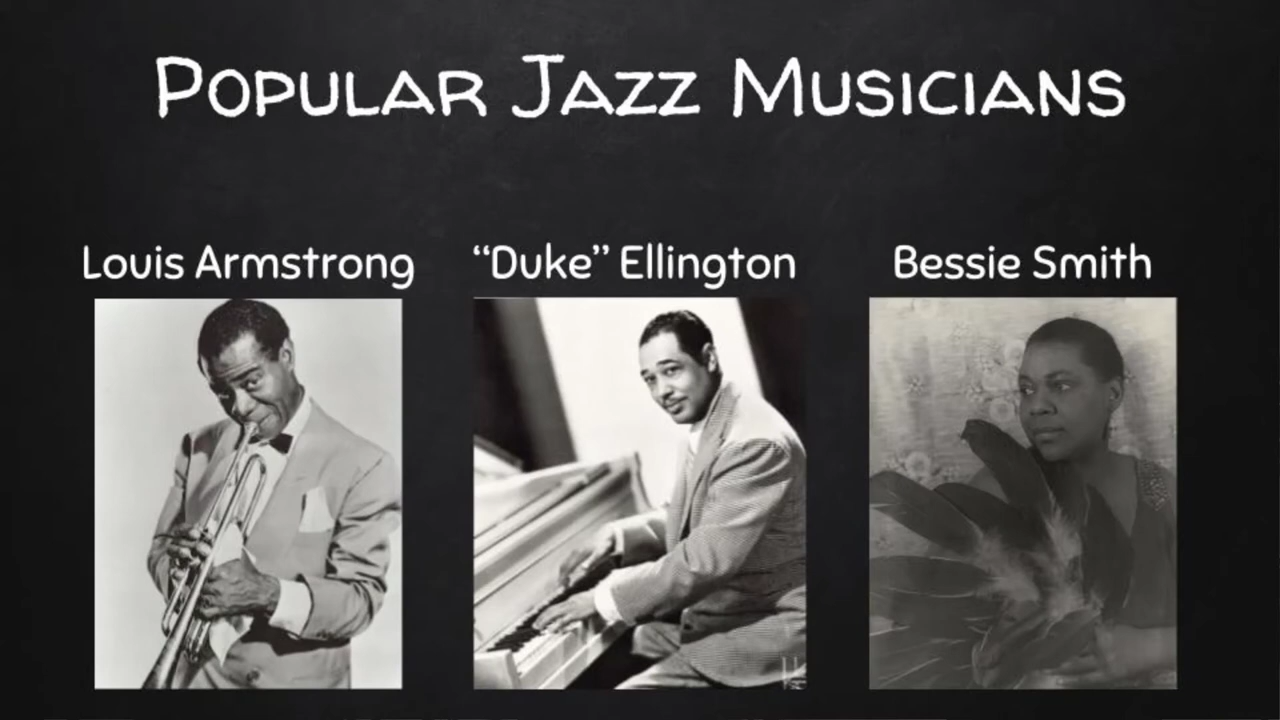 Popular Jazz Musicians
Louis Armstrong
“Duke” Ellington
Bessie Smith